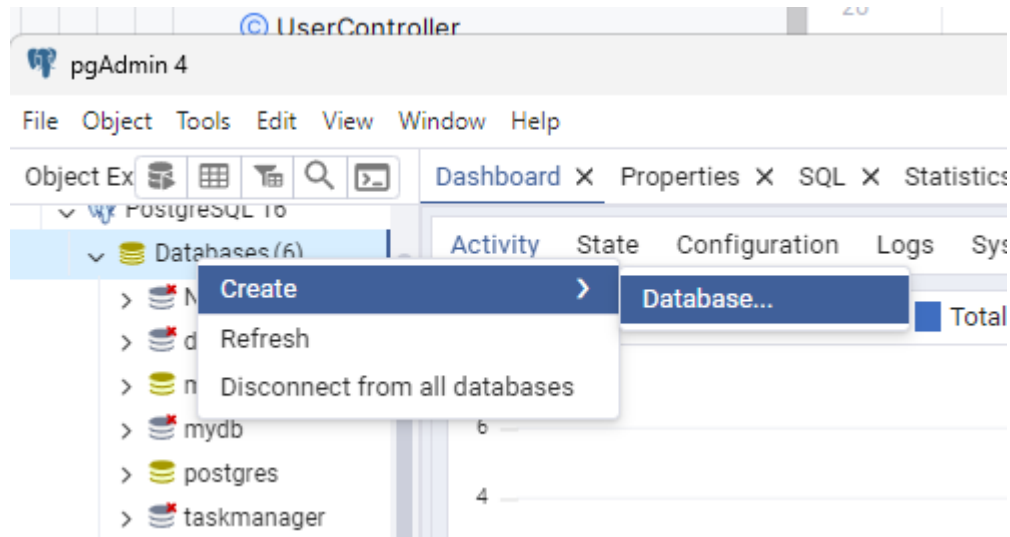 UserController
pgAdmin 4
File Object Tools Edit View Window Help
Object Ex Dashboard Properties SQL Statistics
PostgreSQL 16
Activity State Configuration Logs Sys
Databases (6)
Create
Database...
N
Total
Refresh
d
Disconnect from all databases
m
mydb
6
postgres
4
taskmanager